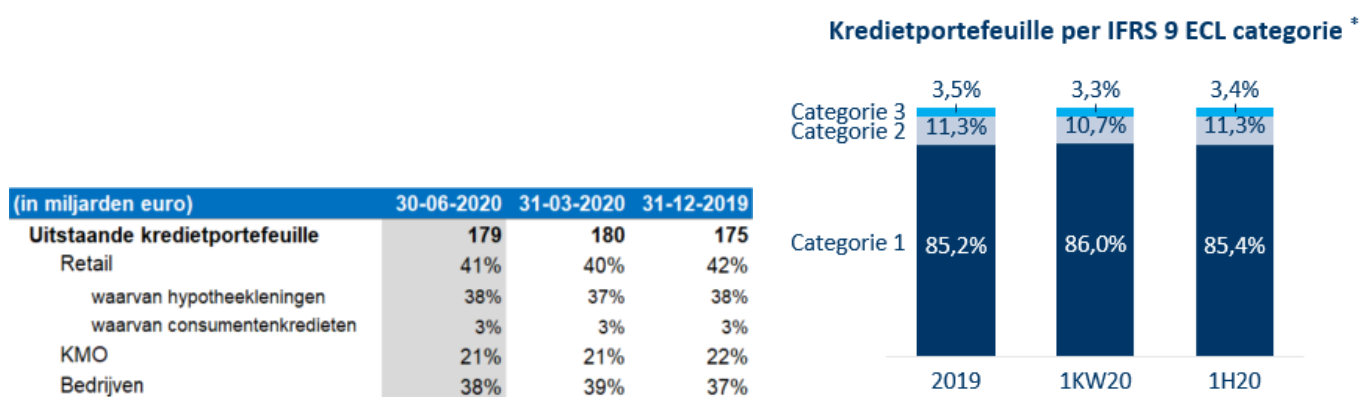 Kredietportefeuille per IFRS 9 ECL categorie *
3,5% 3,3% 3,4%
Categorie 3
Categorie 2 11,3% 10,7% 11,3%
Categorie 1 85,2% 86,0% 85,4%
2019 1KW20 1H20
(in miljarden euro) 30-06-2020 31-03-2020 31-12-2019
Uitstaande kredietportefeuille 179 180 175
Retail 41% 40% 42%
waarvan hypotheekleningen 38% 37% 38%
waarvan consumentenkredieten 3% 3% 3%
KMO 21% 21% 22%
Bedrijven 38% 39% 37%